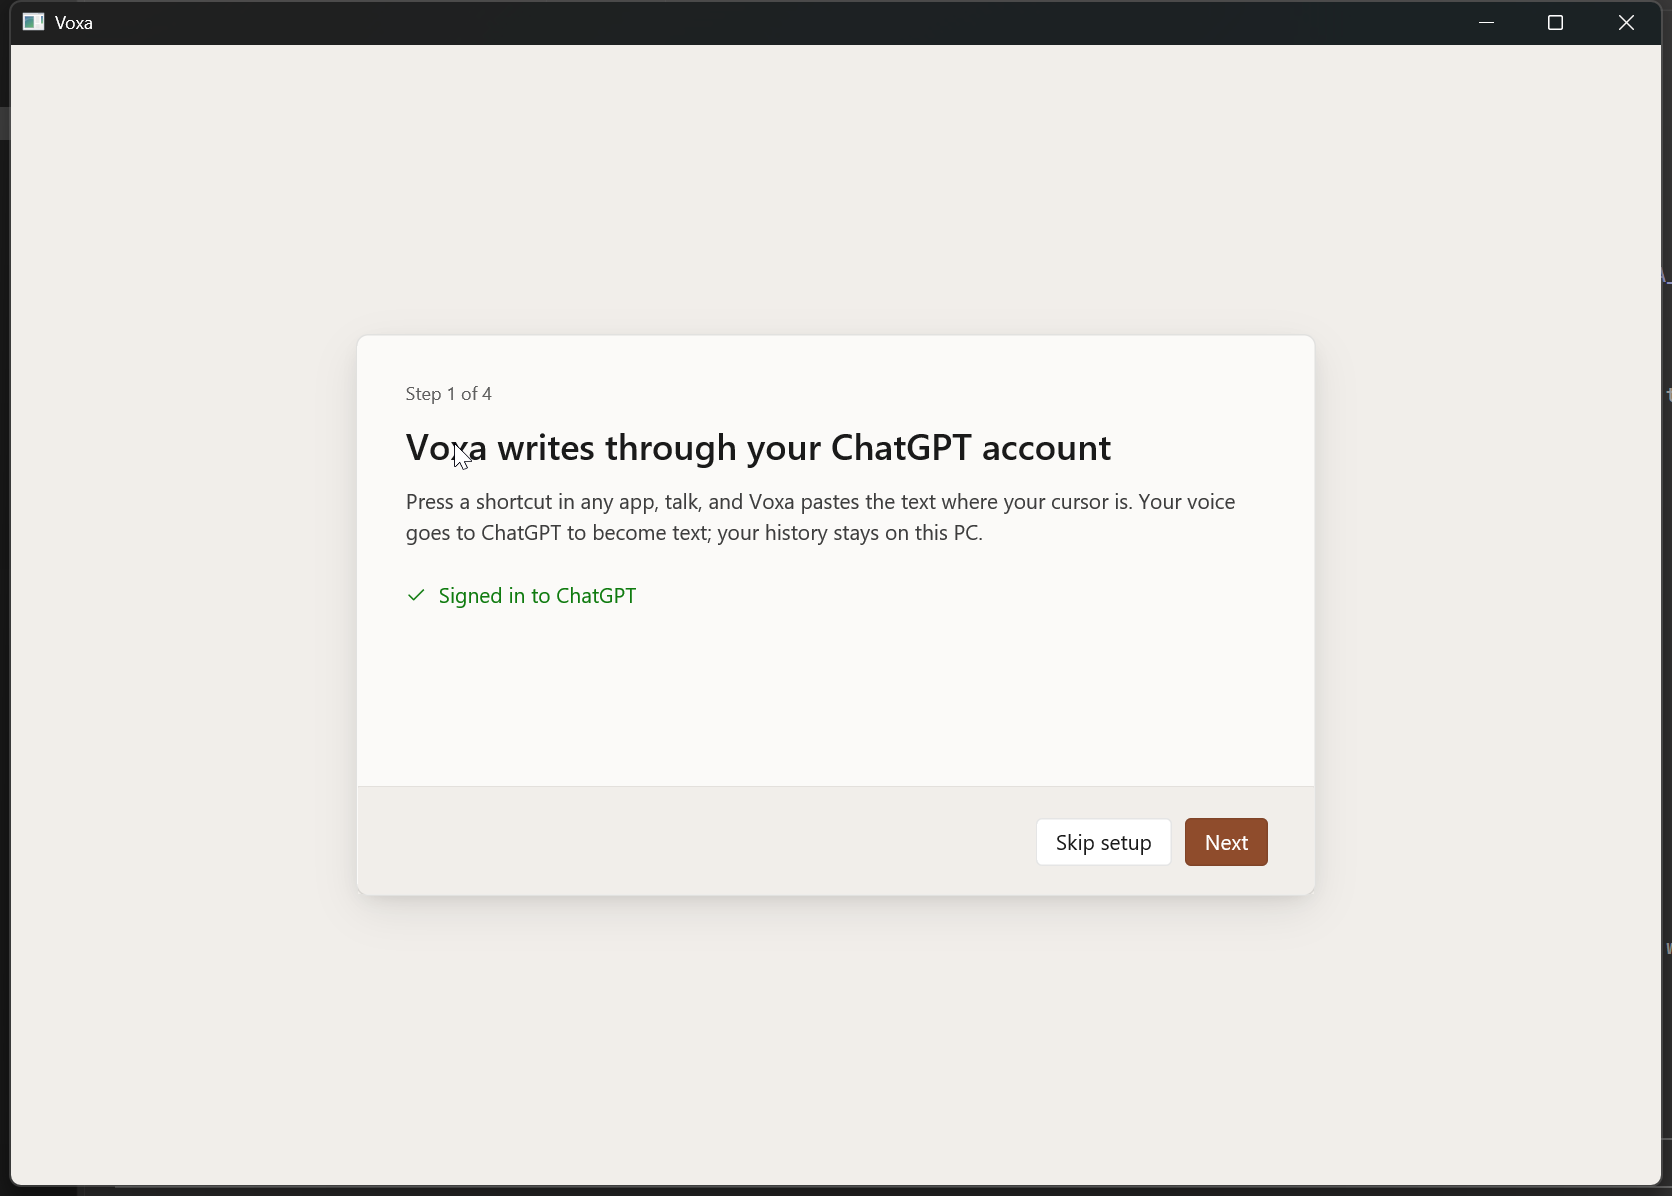 Voxa
Step 1 of 4
Voxa writes through your ChatGPT account
Press a shortcut in any app, talk, and Voxa pastes the text where your cursor is. Your voice
goes to ChatGPT to become text; your history stays on this PC.
Signed in to ChatGPT
Skip setup
Next